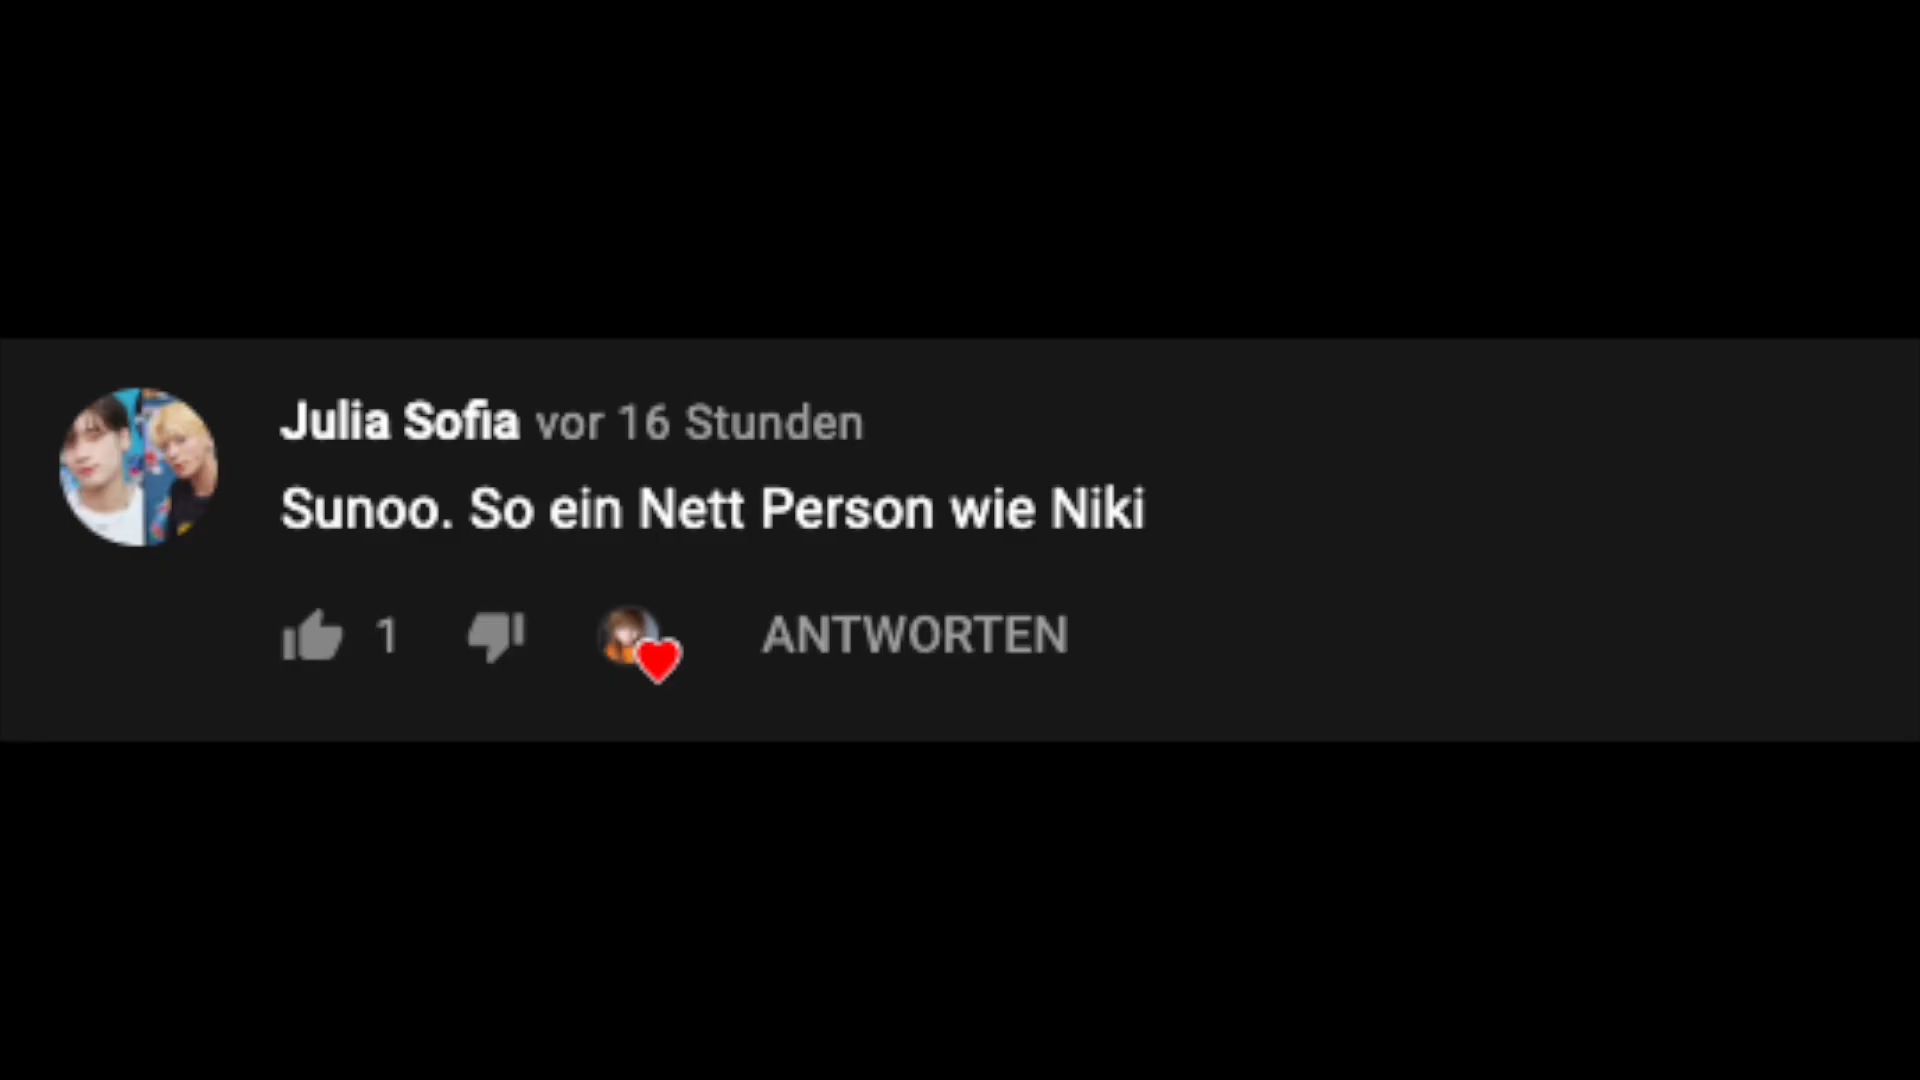 Julia Sofia vor 16 Stunden
Sunoo. So ein Nett Person wie Niki
1 ANTWORTEN